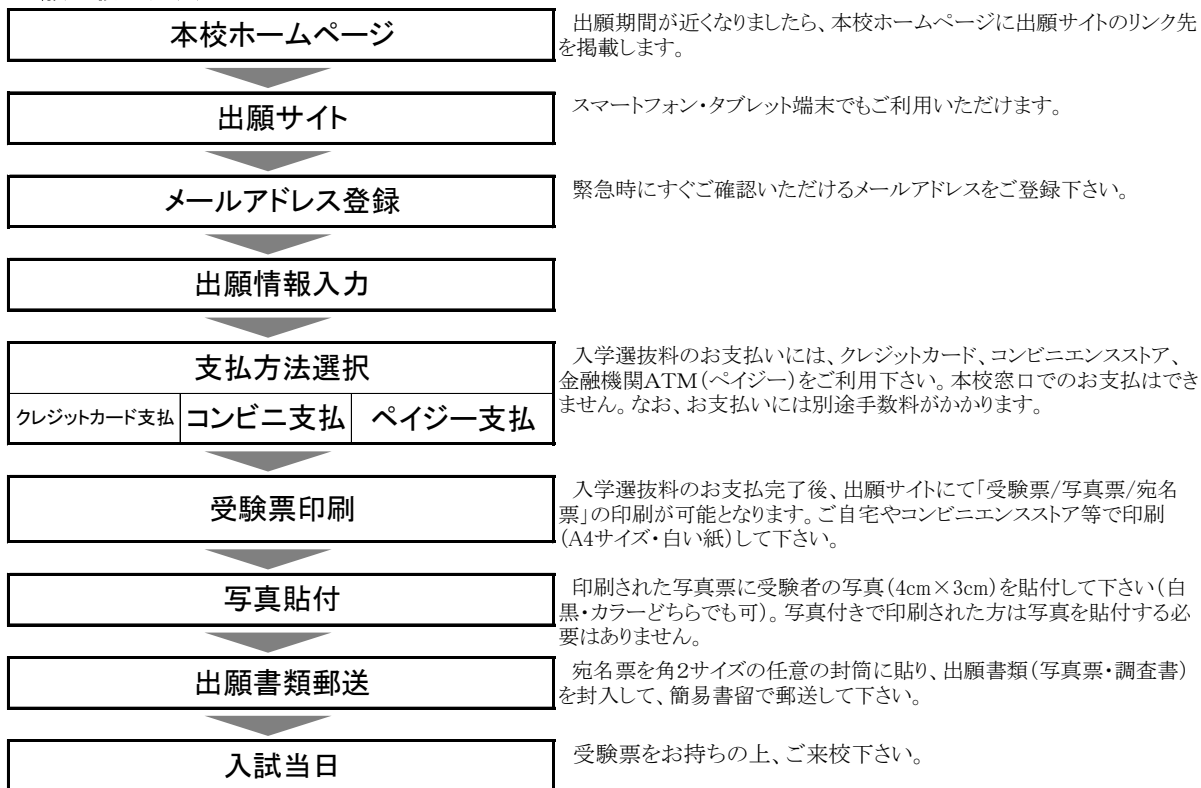 本校ホームページ
出願期間が近くなりましたら、本校ホームページに出願サイトのリンク先
を掲載します。
出願サイト
スマートフォン・タブレット端末でもご利用いただけます。
メールアドレス登録
緊急時にすぐご確認いただけるメールアドレスをご登録下さい。
出願情報入力
支払方法選択
クレジットカード支払 コンビニ支払 ペイジー支払
入学選抜料のお支払いには、クレジットカード、コンビニエンスストア、
金融機関ATM(ペイジー)をご利用下さい。本校窓口でのお支払はでき
ません。なお、お支払いには別途手数料がかかります。
受験票印刷
入学選抜料のお支払完了後、出願サイトにて「受験票/写真票/宛名
票」の印刷が可能となります。ご自宅やコンビニエンスストア等で印刷
(A4サイズ・白い紙)して下さい。
写真貼付
印刷された写真票に受験者の写真(4cm×3cm)を貼付して下さい(白
黒・カラーどちらでも可)。写真付きで印刷された方は写真を貼付する必
要はありません。
出願書類郵送
宛名票を角2サイズの任意の封筒に貼り、出願書類(写真票・調査書)
を封入して、簡易書留で郵送して下さい。
入試当日
受験票をお持ちの上、ご来校下さい。